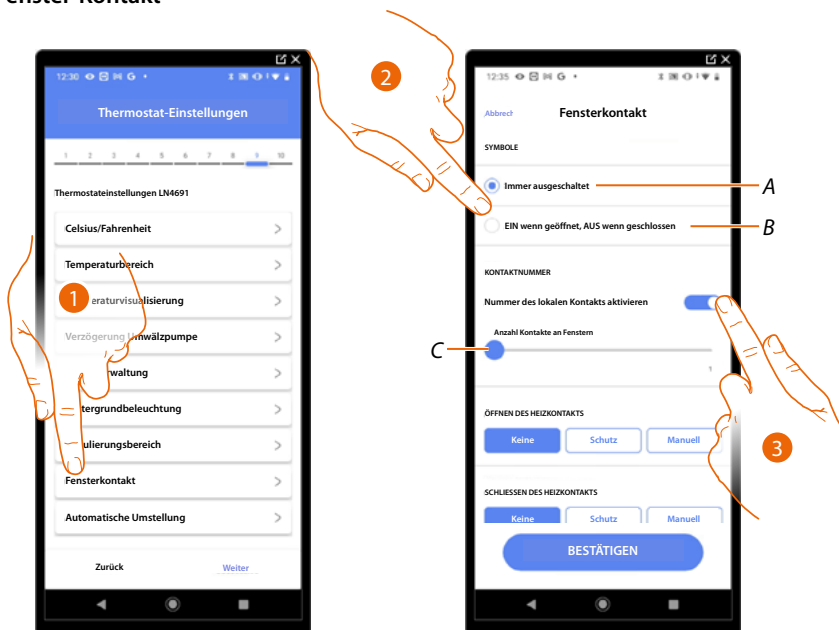 enster-Kontakt
12:30 G
Thermostat-Einstellungen
1 2 3 4 5 6 7 8 9 10
Thermostateinstellungen LN4691
Celsius/Fahrenheit
Temperaturbereich
eraturvisualisierung
Verzögerung Umwälzpumpe
rwaltung
tergrundbeleuchtung
ulierungsbereich
Fensterkontakt
Automatische Umstellung
Zurück Weiter
1
2
12:35 G
Abbrech Fensterkontakt
SYMBOLE
Immer ausgeschaltet A
EIN wenn geöffnet, AUS wenn geschlossen B
KONTAKTNUMMER
Nummer des lokalen Kontakts aktivieren
Anzahl Kontakte an Fenstern
C
1
ÖFFNEN DES HEIZKONTAKTS
Keine Schutz Manuell
3
SCHLIESSEN DES HEIZKONTAKTS
Keine Schutz Manuell
BESTÄTIGEN